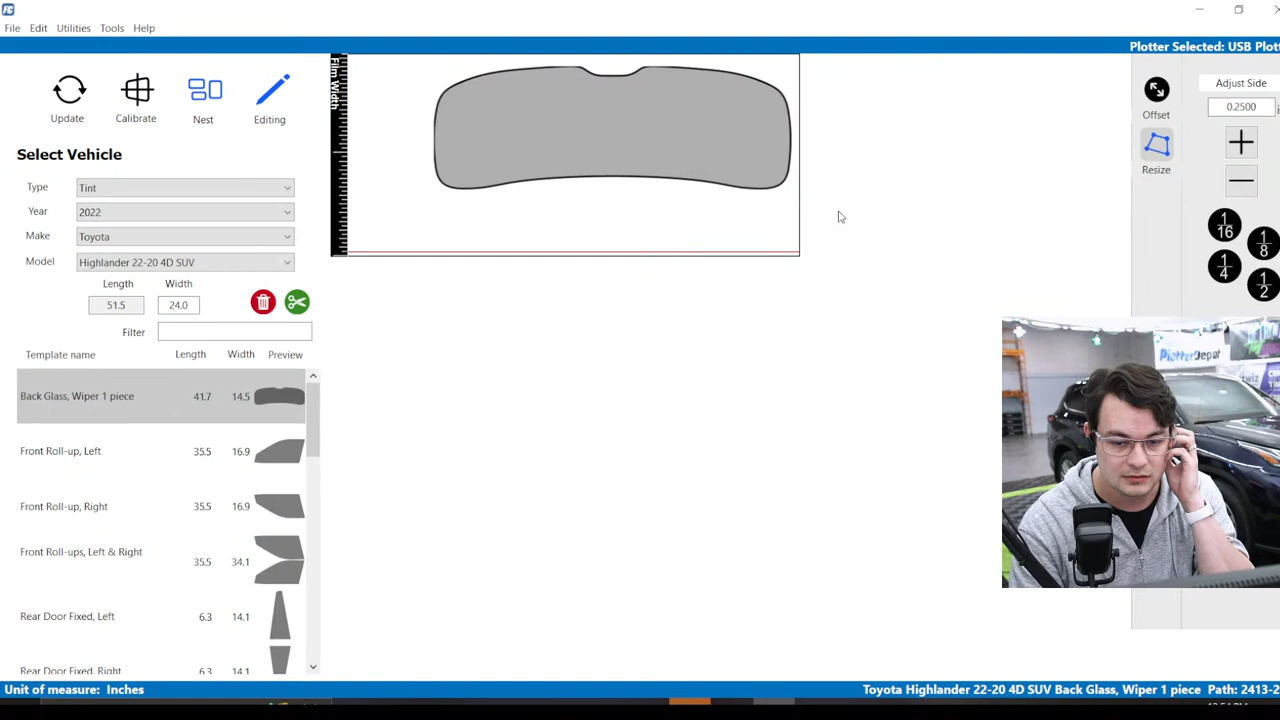 File Edit Utilities Tools Help
Plotter Selected: USB Plot
Update
Calibrate
Nest
Editing
Film Width
Offset
Resize
Adjust Side
0.2500
1/16
1/8
1/4
1/2
Select Vehicle
Type Tint
Year 2022
Make Toyota
Model Highlander 22-20 4D SUV
Length Width
51.5 24.0
Filter
Template name Length Width Preview
Back Glass, Wiper 1 piece 41.7 14.5
Front Roll-up, Left 35.5 16.9
Front Roll-up, Right 35.5 16.9
Front Roll-ups, Left & Right 35.5 34.1
Rear Door Fixed, Left 6.3 14.1
Rear Door Fixed, Right 6.3 14.1
PlotterDepot
Unit of measure: Inches
Toyota Highlander 22-20 4D SUV Back Glass, Wiper 1 piece Path: 2413-2